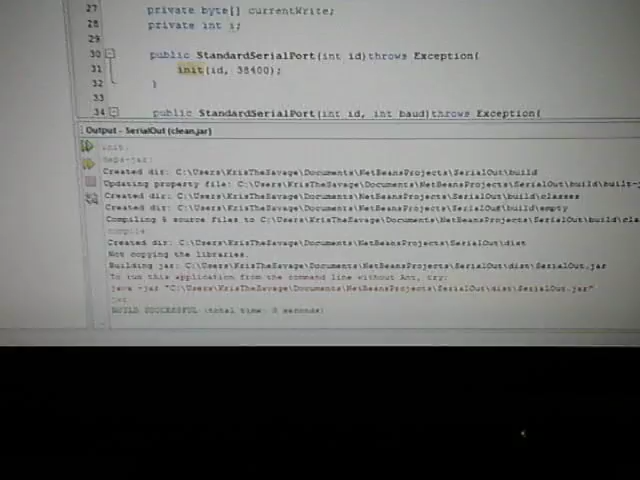 27 private byte[] currentWrite;
28 private int i;
29
30 public StandardSerialPort(int id)throws Exception{
31 init(id, 38400);
32 }
33
34 public StandardSerialPort(int id, int baud)throws Exception{
Output - SerialOut (clean,jar)
init:
deps-jar:
Created dir: C:\Users\KrisTheSavage\Documents\NetBeansProjects\SerialOut\build
Updating property file: C:\Users\KrisTheSavage\Documents\NetBeansProjects\SerialOut\build\built-j
Created dir: C:\Users\KrisTheSavage\Documents\NetBeansProjects\SerialOut\build\classes
Created dir: C:\Users\KrisTheSavage\Documents\NetBeansProjects\SerialOut\build\empty
Compiling 5 source files to C:\Users\KrisTheSavage\Documents\NetBeansProjects\SerialOut\build\cla
compile:
Created dir: C:\Users\KrisTheSavage\Documents\NetBeansProjects\SerialOut\dist
Not copying the libraries.
Building jar: C:\Users\KrisTheSavage\Documents\NetBeansProjects\SerialOut\dist\SerialOut.jar
To run this application from the command line without Ant, try:
java -jar "C:\Users\KrisTheSavage\Documents\NetBeansProjects\SerialOut\dist\SerialOut.jar"
jar:
BUILD SUCCESSFUL (total time: seconds)